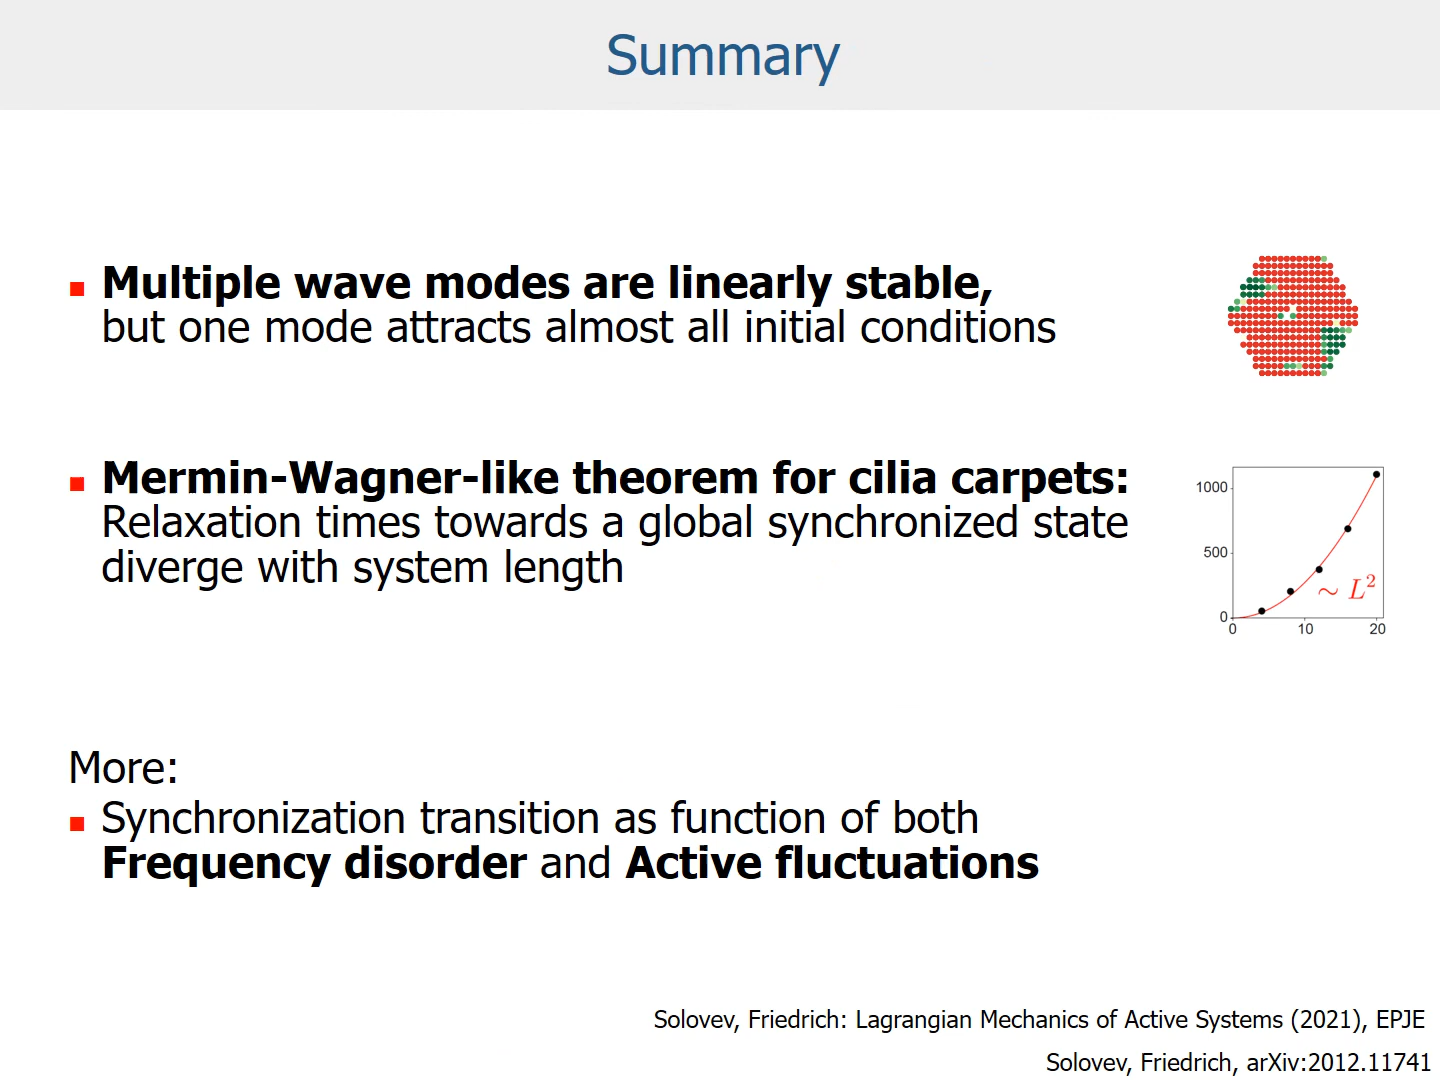 Summary
Multiple wave modes are linearly stable,
but one mode attracts almost all initial conditions
Mermin-Wagner-like theorem for cilia carpets:
Relaxation times towards a global synchronized state
diverge with system length
1000
500
0
0 10 20
~ L²
More:
Synchronization transition as function of both
Frequency disorder and Active fluctuations
Solovev, Friedrich: Lagrangian Mechanics of Active Systems (2021), EPJE
Solovev, Friedrich, arXiv:2012.11741